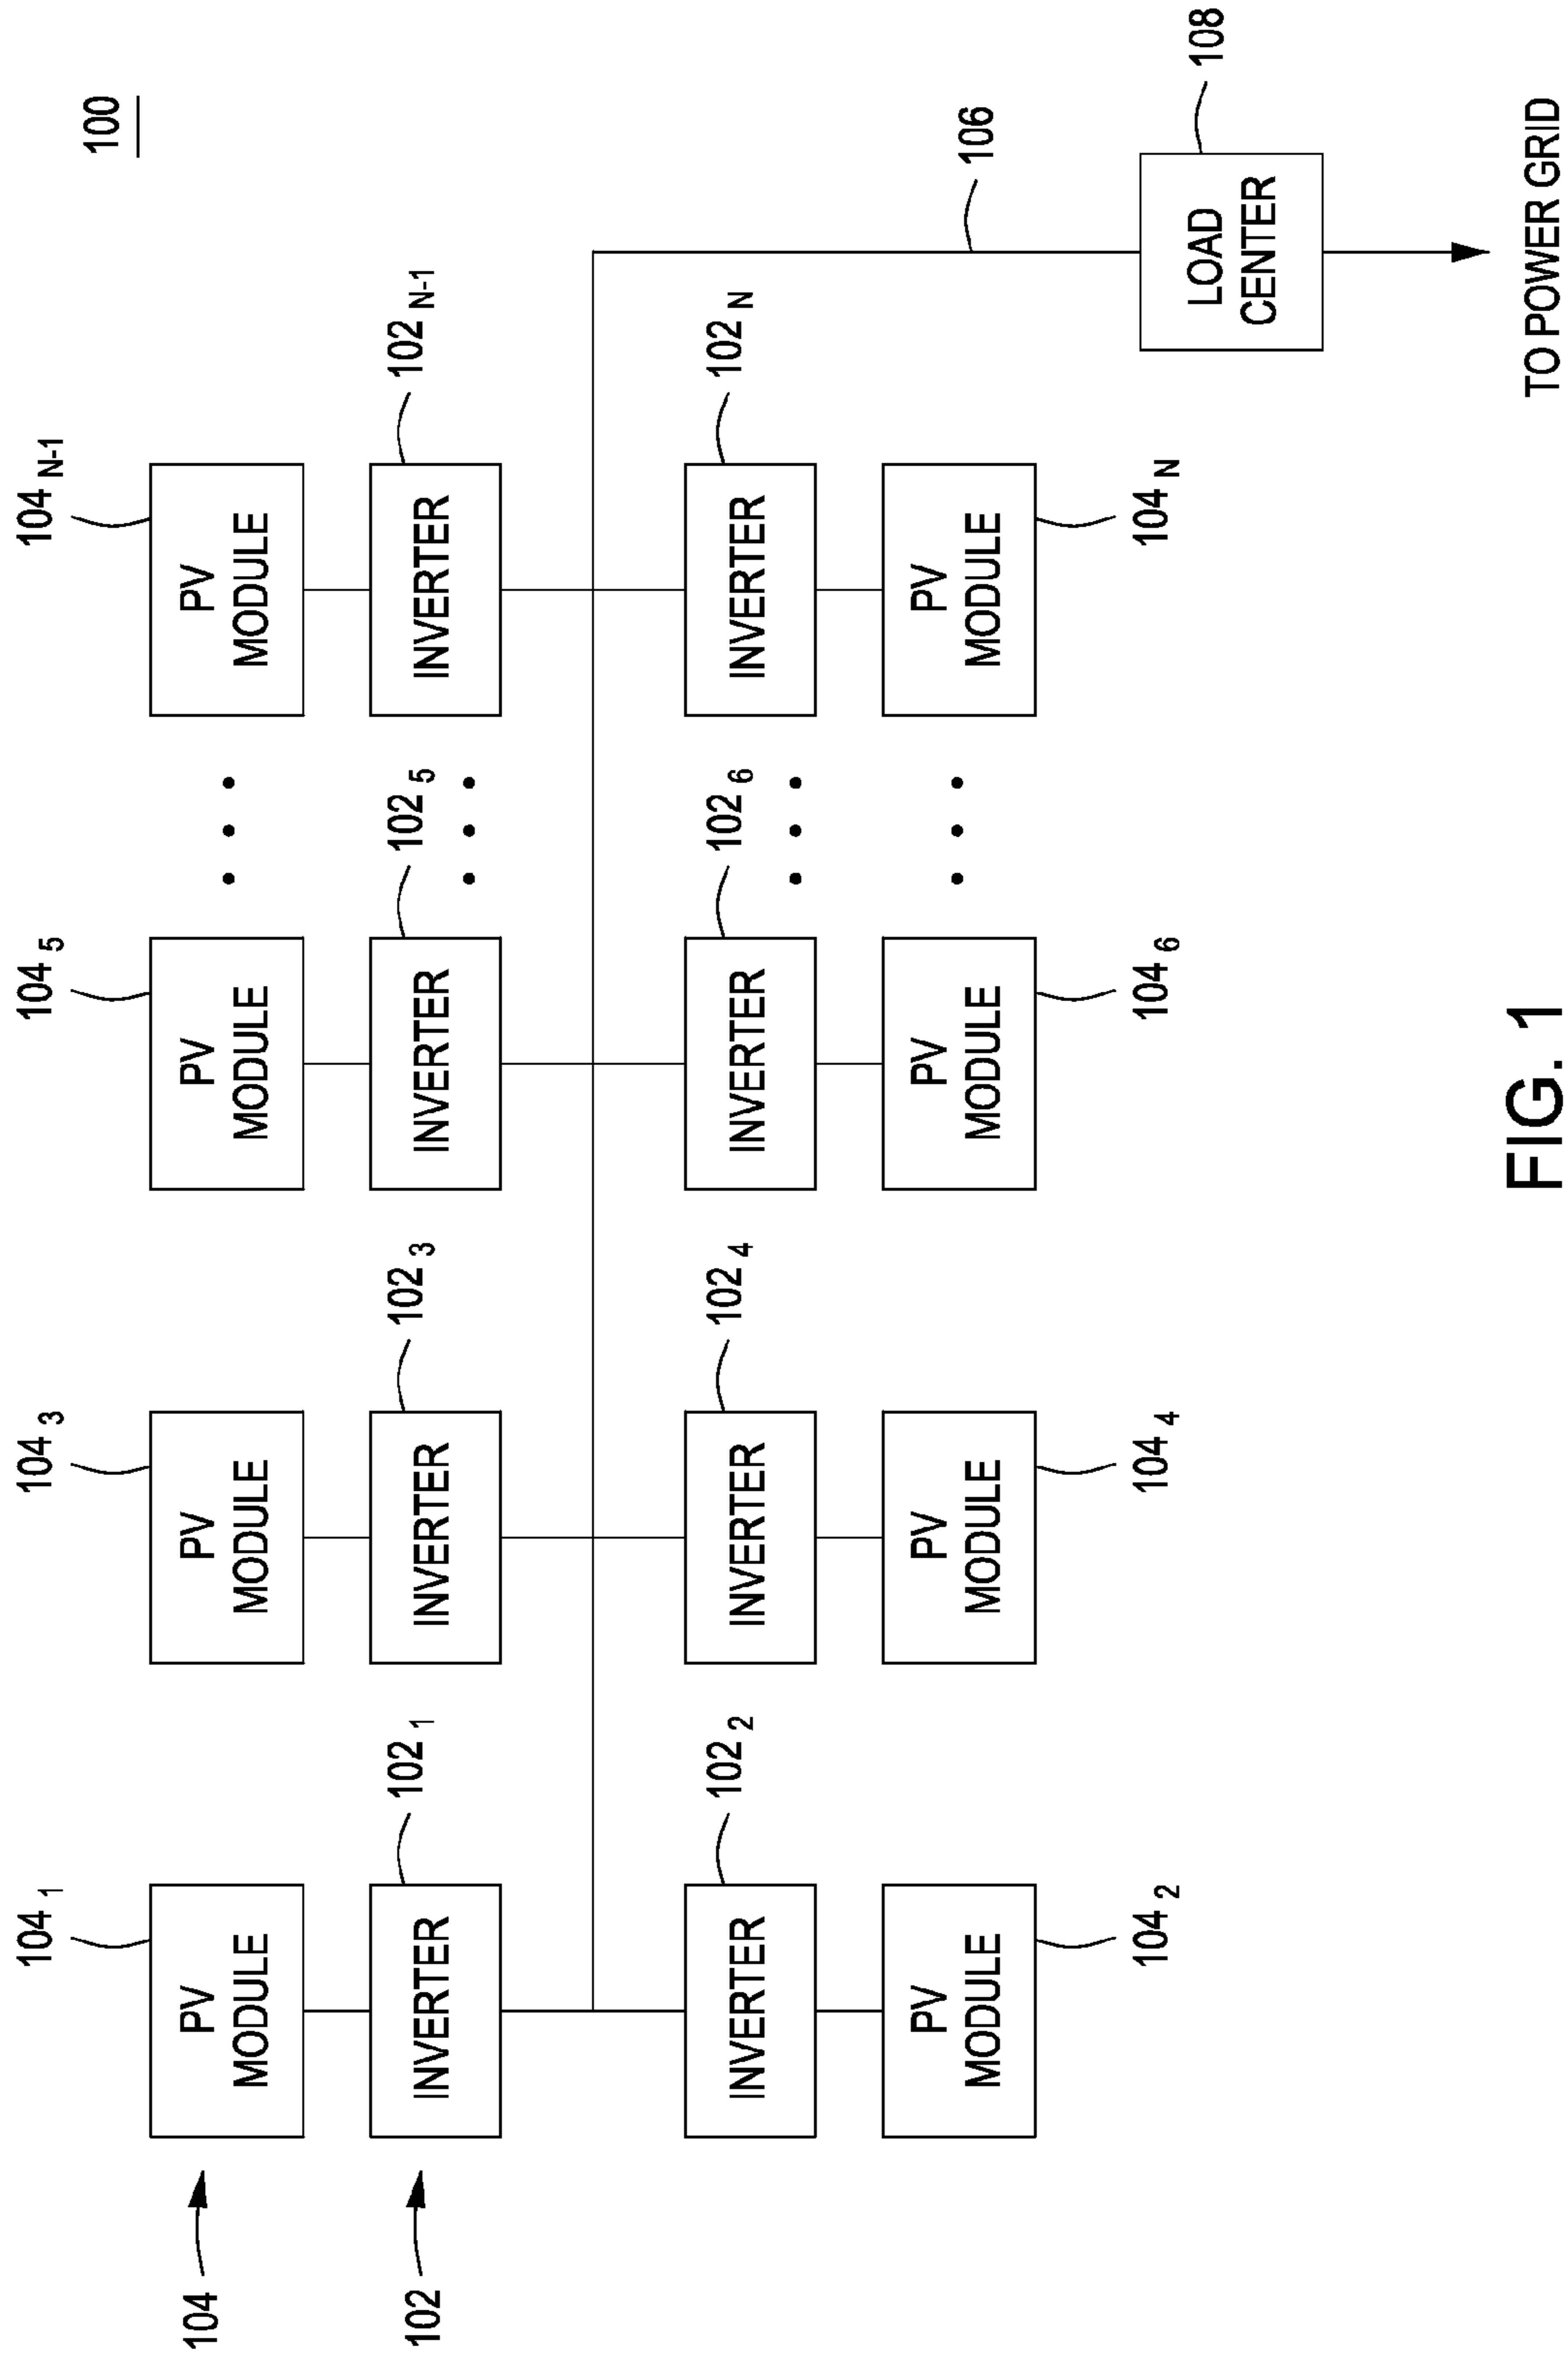 100
104 1
104 3
104 5
104 N-1
104
PV
MODULE
PV
MODULE
PV
MODULE
PV
MODULE
102 1
102 3
102 5
102 N-1
102
INVERTER
INVERTER
INVERTER
INVERTER
102 2
102 4
102 6
102 N
INVERTER
INVERTER
INVERTER
INVERTER
106
PV
MODULE
PV
MODULE
PV
MODULE
PV
MODULE
104 2
104 4
104 6
104 N
108
LOAD
CENTER
TO POWER GRID
FIG. 1